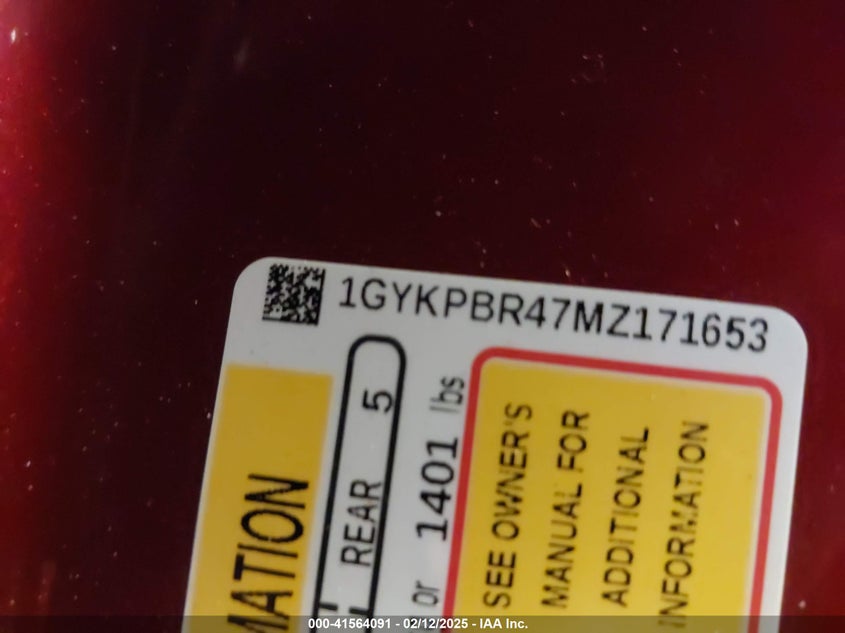 1GYKPBR47MZ171653
MATION
REAR 5
or 1401 lbs
SEE OWNER'S
MANUAL FOR
ADDITIONAL
INFORMATION
000-41564091 - 02/12/2025 - IAA Inc.